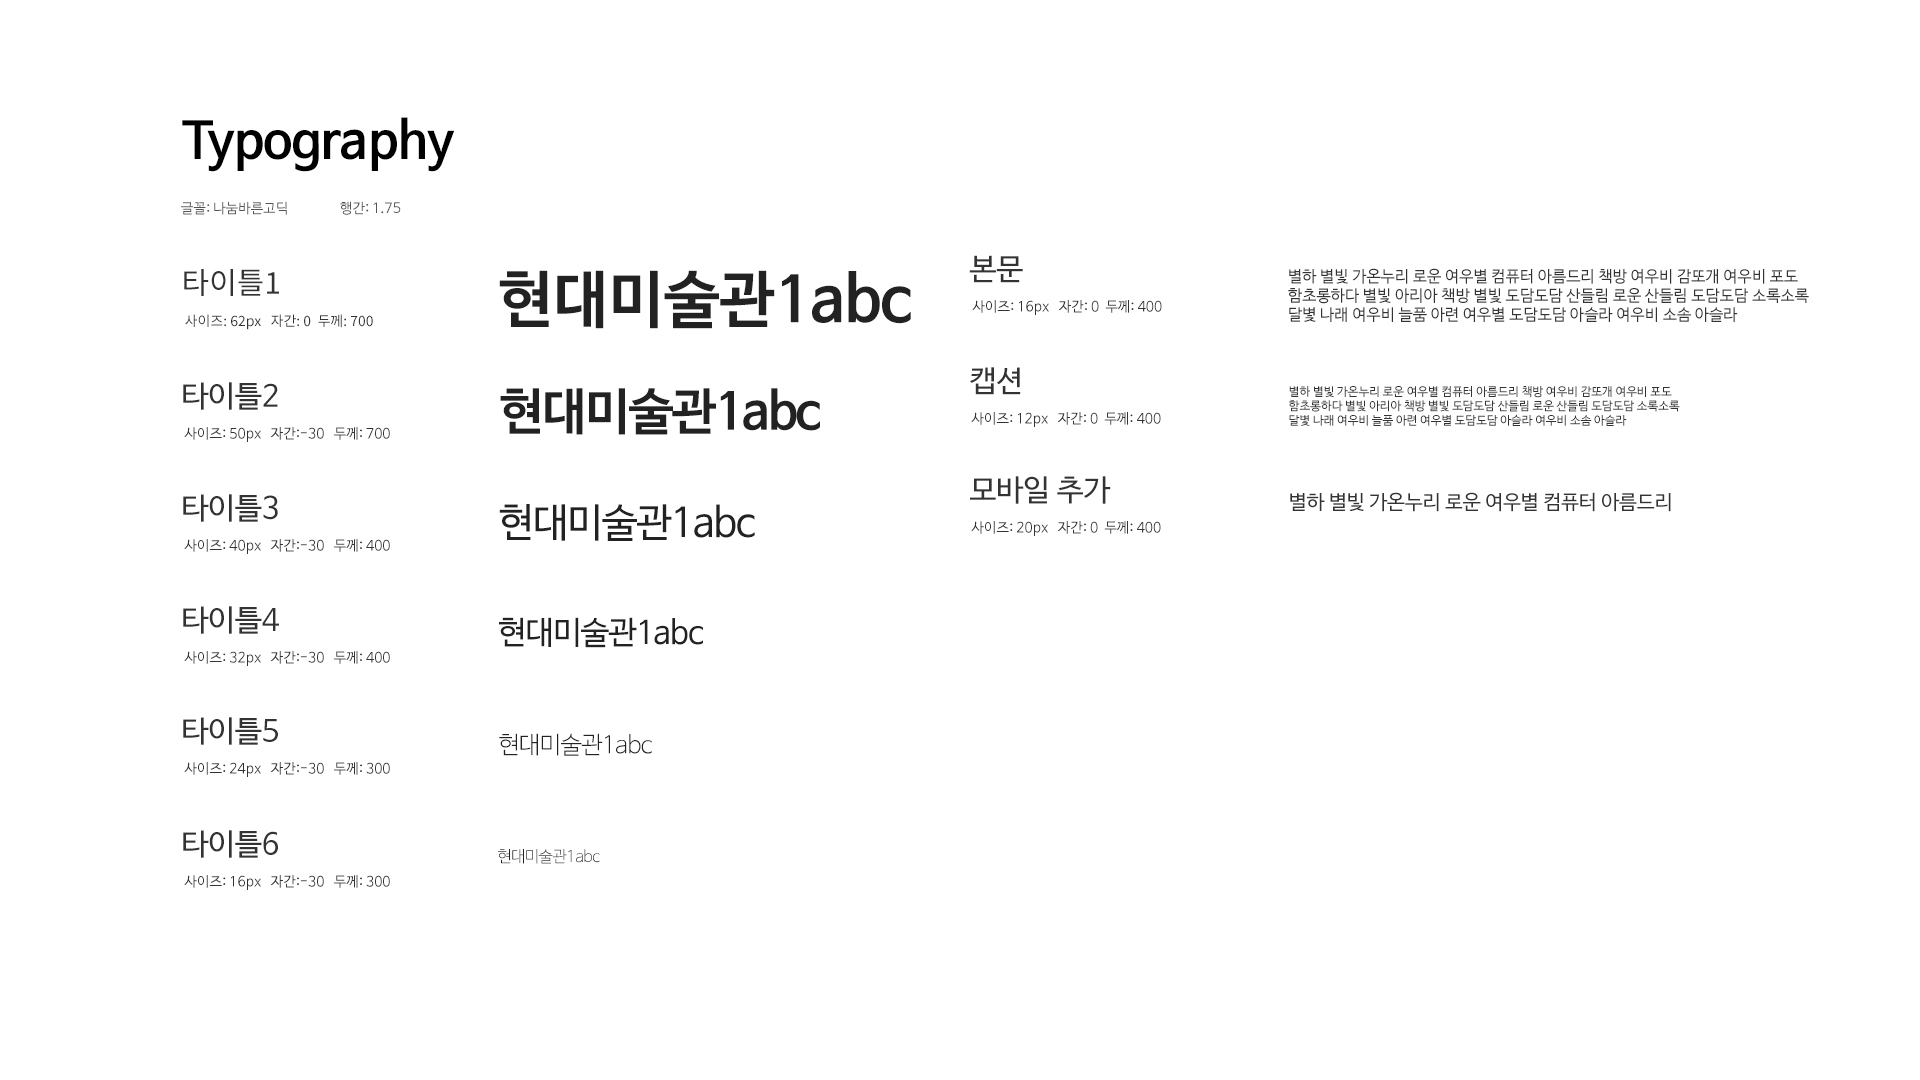 Typography
글꼴: 나눔바른고딕 행간: 1.75
타이틀1
사이즈: 62px 자간: 0 두께: 700
현대미술관1abc
타이틀2
사이즈: 50px 자간:-30 두께: 700
현대미술관1abc
타이틀3
사이즈: 40px 자간:-30 두께: 400
현대미술관1abc
타이틀4
사이즈: 32px 자간:-30 두께: 400
현대미술관1abc
타이틀5
사이즈: 24px 자간:-30 두께: 300
현대미술관1abc
타이틀6
사이즈: 16px 자간:-30 두께: 300
현대미술관1abc
본문
사이즈: 16px 자간: 0 두께: 400
별하 별빛 가온누리 로운 여우별 컴퓨터 아름드리 책방 여우비 감또개 여우비 포도
함초롱하다 별빛 아리아 책방 별빛 도담도담 산들림 로운 산들림 도담도담 소록소록
달볓 나래 여우비 늘품 아련 여우별 도담도담 아슬라 여우비 소솜 아슬라
캡션
사이즈: 12px 자간: 0 두께: 400
별하 별빛 가온누리 로운 여우별 컴퓨터 아름드리 책방 여우비 감또개 여우비 포도
함초롱하다 별빛 아리아 책방 별빛 도담도담 산들림 로운 산들림 도담도담 소록소록
달볓 나래 여우비 늘품 아련 여우별 도담도담 아슬라 여우비 소솜 아슬라
모바일 추가
사이즈: 20px 자간: 0 두께: 400
별하 별빛 가온누리 로운 여우별 컴퓨터 아름드리